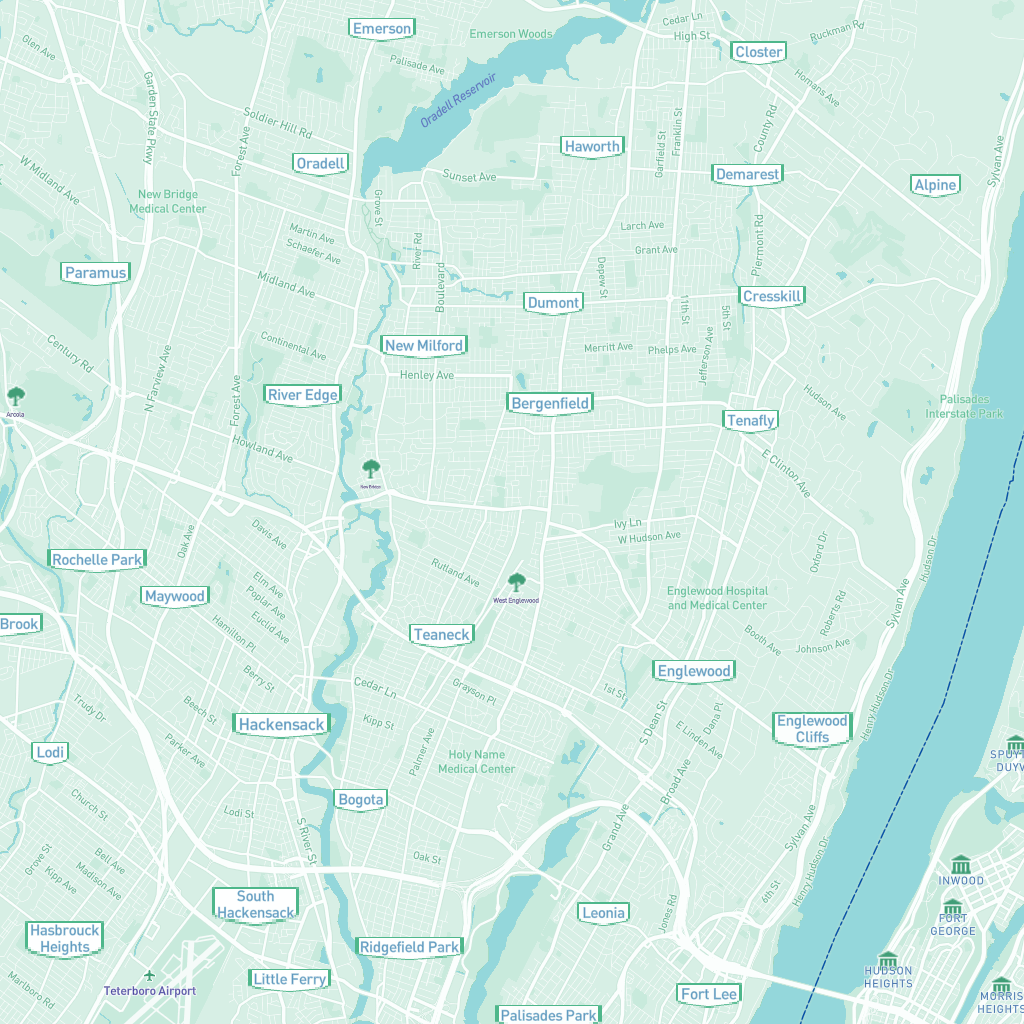 Emerson
Emerson Woods
Cedar Ln
High St
Ruckman Rd
Glen Ave
Closter
Palisade Ave
Homans Ave
Garden State Pkwy
Oradell Reservoir
Soldier Hill Rd
Forest Ave
Franklin St
Garfield St
County Rd
Haworth
Oradell
W Midland Ave
Sunset Ave
Demarest
Alpine
Sylvan Ave
New Bridge
Medical Center
Grove St
Martin Ave
Schaefer Ave
River Rd
Larch Ave
Grant Ave
Piermont Rd
Paramus
Midland Ave
Boulevard
Depew St
Dumont
11th St
5th St
Cresskill
Century Rd
Continental Ave
New Milford
Merritt Ave
Phelps Ave
Jefferson Ave
N Farview Ave
Henley Ave
Forest Ave
River Edge
Bergenfield
Hudson Ave
Palisades
Interstate Park
Arcola
Tenafly
Howland Ave
E Clinton Ave
Ivy Ln
W Hudson Ave
Davis Ave
Oak Ave
Oxford Dr
Hudson Dr
Rochelle Park
Rutland Ave
West Englewood
Maywood
Elm Ave
Poplar Ave
Euclid Ave
Englewood Hospital
and Medical Center
Roberts Rd
Sylvan Ave
Brook
Hamilton Pl
Teaneck
Booth Ave
Johnson Ave
Berry St
Englewood
Cedar Ln
Grayson Pl
1st St
Henry Hudson Dr
Trudy Dr
Beech St
Kipp St
Hackensack
S Dean St
Dana Pl
E Linden Ave
Englewood
Cliffs
Lodi
Parker Ave
Palmer Ave
Holy Name
Medical Center
SPUYT
DUYV
Broad Ave
Bogota
Church St
Lodi St
S River St
Grand Ave
Sylvan Ave
Grove St
Bell Ave
Kipp Ave
Madison Ave
Oak St
Henry Hudson Dr
6th St
INWOOD
South
Hackensack
Leonia
Jones Rd
FORT
GEORGE
Hasbrouck
Heights
Ridgefield Park
Marlboro Rd
Teterboro Airport
Little Ferry
Fort Lee
HUDSON
HEIGHTS
MORRIS
HEIGHTS
Palisades Park